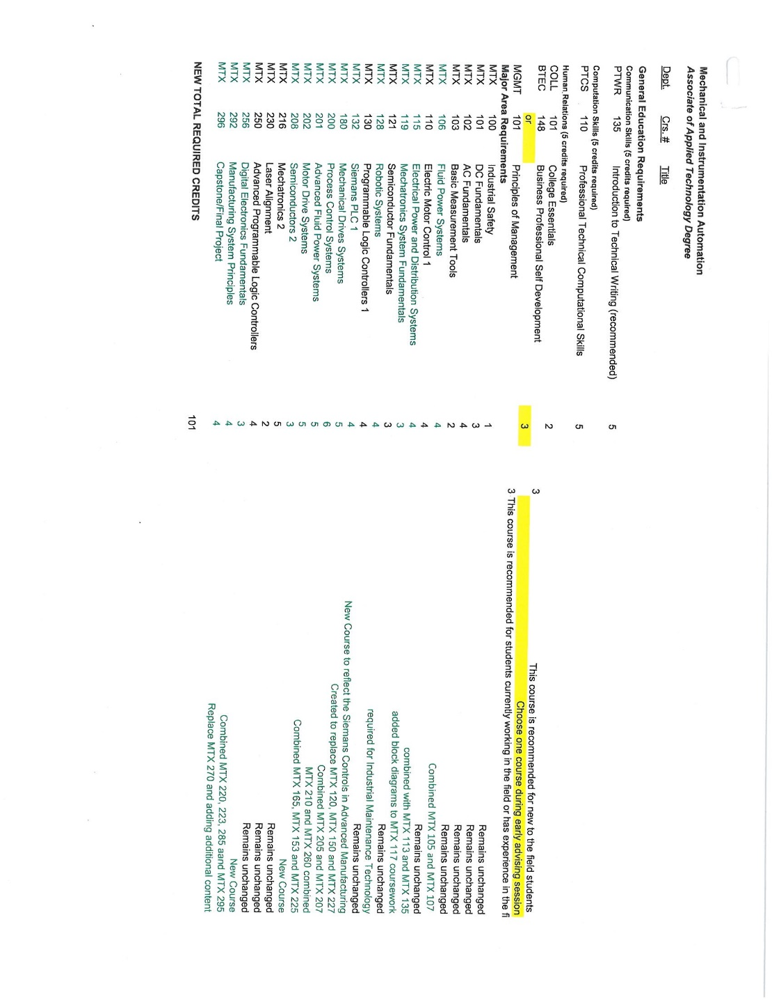 Mechanical and Instrumentation Automation
Associate of Applied Technology Degree
Dept. Crs. # Title
General Education Requirements
Communication Skills (5 credits required)
PTWR 135 Introduction to Technical Writing (recommended) 5
Computation Skills (5 credits required)
PTCS 110 Professional Technical Computational Skills 5
Human Relations (5 credits required)
COLL 101 College Essentials 2
BTEC 148 Business Professional Self Development 3 This course is recommended for new to the field students
or 3 Choose one course during early advising session
MGMT 101 Principles of Management 3 This course is recommended for students currently working in the field or has experience in the fi
Major Area Requirements
MTX 100 Industrial Safety 1 Remains unchanged
MTX 101 DC Fundamentals 3 Remains unchanged
MTX 102 AC Fundamentals 4 Remains unchanged
MTX 103 Basic Measurement Tools 2 Remains unchanged
MTX 106 Fluid Power Systems 4 Combined MTX 105 and MTX 107
MTX 110 Electric Motor Control 1 4 Remains unchanged
MTX 115 Electrical Power and Distribution Systems 4 combined with MTX 113 and MTX 135
MTX 119 Mechatronics System Fundamentals 3 added block diagrams to MTX 117 coursework
MTX 121 Semiconductor Fundamentals 3 Remains unchanged
MTX 128 Robotic Systems 4 required for Industrial Maintenance Technology
MTX 130 Programmable Logic Controllers 1 4 Remains unchanged
MTX 132 Siemans PLC 1 4 New Course to reflect the Siemans Controls in Advanced Manufacturing
MTX 180 Mechanical Drives Systems 5 Created to replace MTX 120, MTX 150 and MTX 227
MTX 200 Process Control Systems 6 Combined MTX 205 and MTX 207
MTX 201 Advanced Fluid Power Systems 5 MTX 210 and MTX 260 combined
MTX 202 Motor Drive Systems 5 Combined MTX 165, MTX 153 and MTX 225
MTX 208 Semiconductors 2 3 New Course
MTX 216 Mechatronics 2 5 Remains unchanged
MTX 230 Laser Alignment 2 Remains unchanged
MTX 250 Advanced Programmable Logic Controllers 4 Remains unchanged
MTX 256 Digital Electronics Fundamentals 3 New Course
MTX 292 Manufacturing System Principles 4 Combined MTX 220, 223, 285 aand MTX 295
MTX 296 Capstone/Final Project 4 Replace MTX 270 and adding additional content
NEW TOTAL REQUIRED CREDITS 101